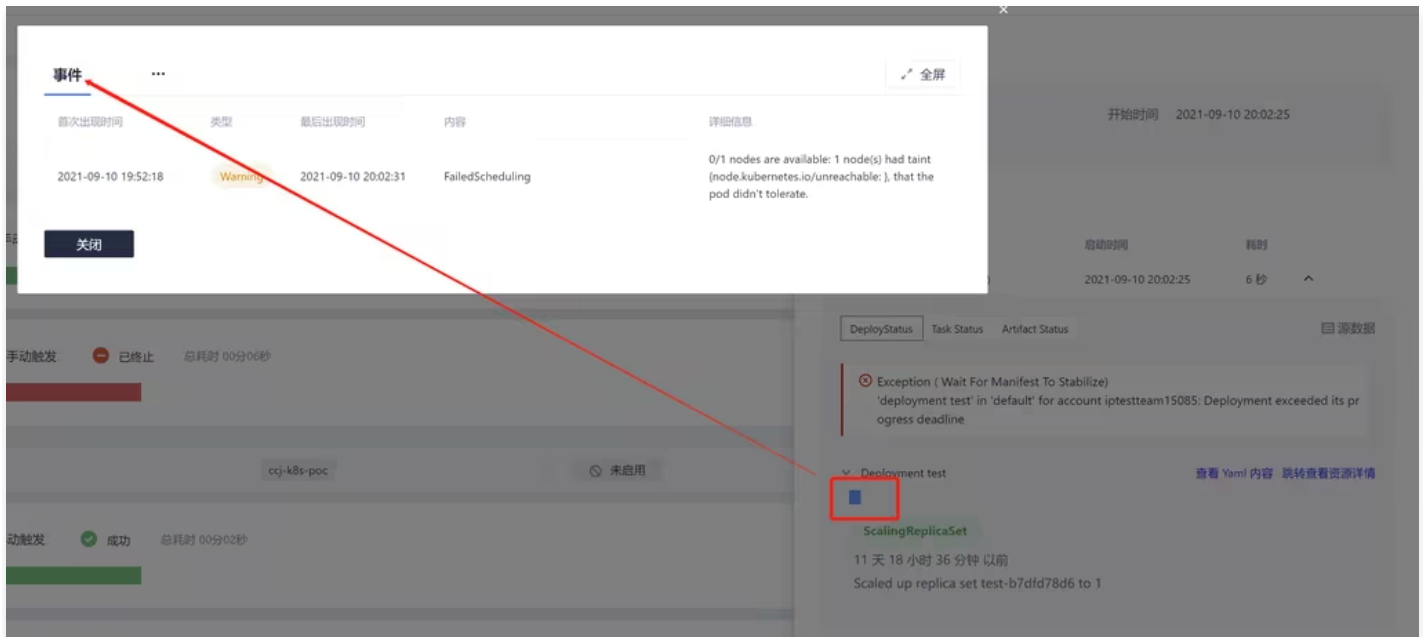 事件
...
全屏
首次出现时间 类型 最后出现时间 内容 详细信息
2021-09-10 19:52:18 Warning 2021-09-10 20:02:31 FailedScheduling
0/1 nodes are available: 1 node(s) had taint
{node.kubernetes.io/unreachable: }, that the
pod didn't tolerate.
关闭
开始时间 2021-09-10 20:02:25
启动时间 耗时
2021-09-10 20:02:25 6 秒
DeployStatus Task Status Artifact Status 源数据
Exception ( Wait For Manifest To Stabilize)
'deployment test' in 'default' for account iptestteam15085: Deployment exceeded its pr
ogress deadline
Deployment test 查看 Yaml 内容 跳转查看资源详情
ScalingReplicaSet
11 天 18 小时 36 分钟 以前
Scaled up replica set test-b7dfd78d6 to 1
手动触发 已终止 总耗时 00分06秒
ccj-k8s-poc 未启用
动触发 成功 总耗时 00分02秒